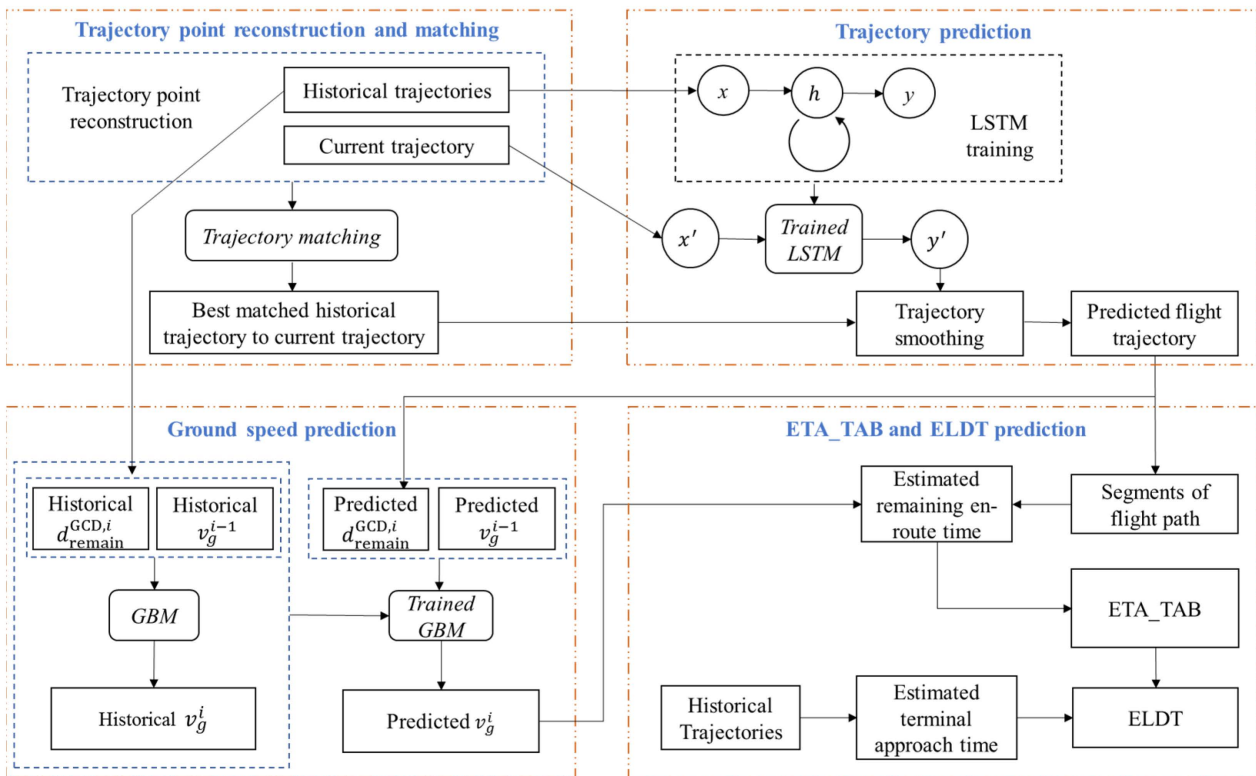 Trajectory point reconstruction and matching
Trajectory point
reconstruction
Historical trajectories
Current trajectory
Trajectory matching
Best matched historical
trajectory to current trajectory
Trajectory prediction
x
h
y
LSTM
training
x′
Trained
LSTM
y′
Trajectory
smoothing
Predicted flight
trajectory
Ground speed prediction
Historical
d_remain^GCD,i
Historical
v_g^i−1
Predicted
d_remain^GCD,i
Predicted
v_g^i−1
GBM
Trained
GBM
Historical v_g^i
Predicted v_g^i
ETA_TAB and ELDT prediction
Estimated
remaining en-
route time
Segments of
flight path
ETA_TAB
Historical
Trajectories
Estimated
terminal
approach time
ELDT